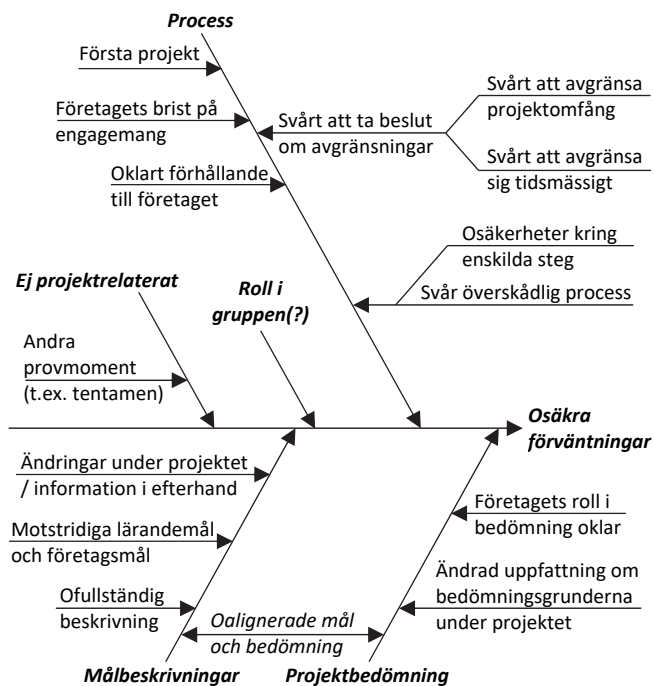 Process
Första projekt
Företagets brist på
engagemang
Oklart förhållande
till företaget
Svårt att ta beslut
om avgränsningar
Svårt att avgränsa
projektomfång
Svårt att avgränsa
sig tidsmässigt
Osäkerheter kring
enskilda steg
Svår överskådlig process
Ej projektrelaterat
Andra
provmoment
(t.ex. tentamen)
Roll i
gruppen(?)
Osäkra
förväntningar
Ändringar under projektet
/ information i efterhand
Motstridiga lärandemål
och företagsmål
Ofullständig
beskrivning
Målbeskrivningar
Oalignerade mål
och bedömning
Företagets roll i
bedömning oklar
Ändrad uppfattning om
bedömningsgrunderna
under projektet
Projektbedömning